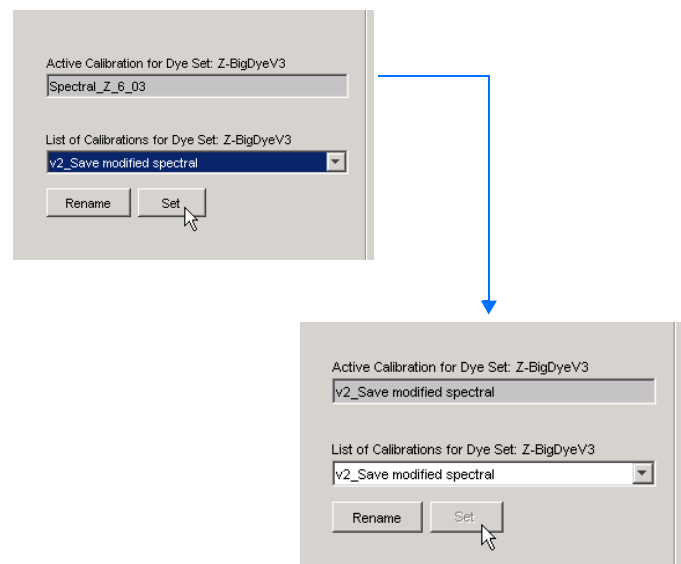 Active Calibration for Dye Set: Z-BigDyeV3
Spectral_Z_6_03
List of Calibrations for Dye Set: Z-BigDyeV3
v2_Save modified spectral
Rename Set
Active Calibration for Dye Set: Z-BigDyeV3
v2_Save modified spectral
List of Calibrations for Dye Set: Z-BigDyeV3
v2_Save modified spectral
Rename Set